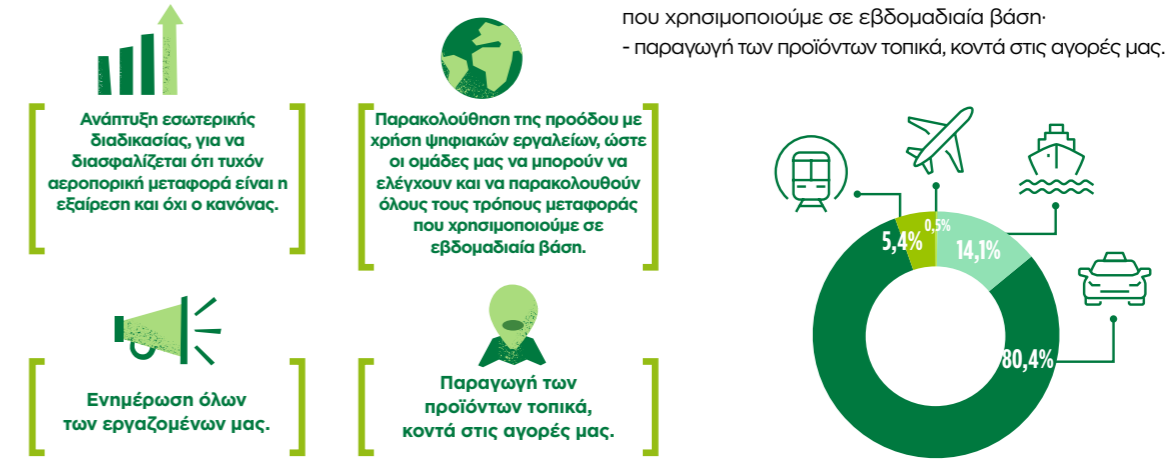 που χρησιμοποιούμε σε εβδομαδιαία βάση·
- παραγωγή των προϊόντων τοπικά, κοντά στις αγορές μας.
Ανάπτυξη εσωτερικής
διαδικασίας, για να
διασφαλίζεται ότι τυχόν
αεροπορική μεταφορά είναι η
εξαίρεση και όχι ο κανόνας.
Παρακολούθηση της προόδου με
χρήση ψηφιακών εργαλείων, ώστε
οι ομάδες μας να μπορούν να
ελέγχουν και να παρακολουθούν
όλους τους τρόπους μεταφοράς
που χρησιμοποιούμε σε
εβδομαδιαία βάση.
Ενημέρωση όλων
των εργαζομένων μας.
Παραγωγή των
προϊόντων τοπικά,
κοντά στις αγορές μας.
5,4%
0,5%
14,1%
80,4%